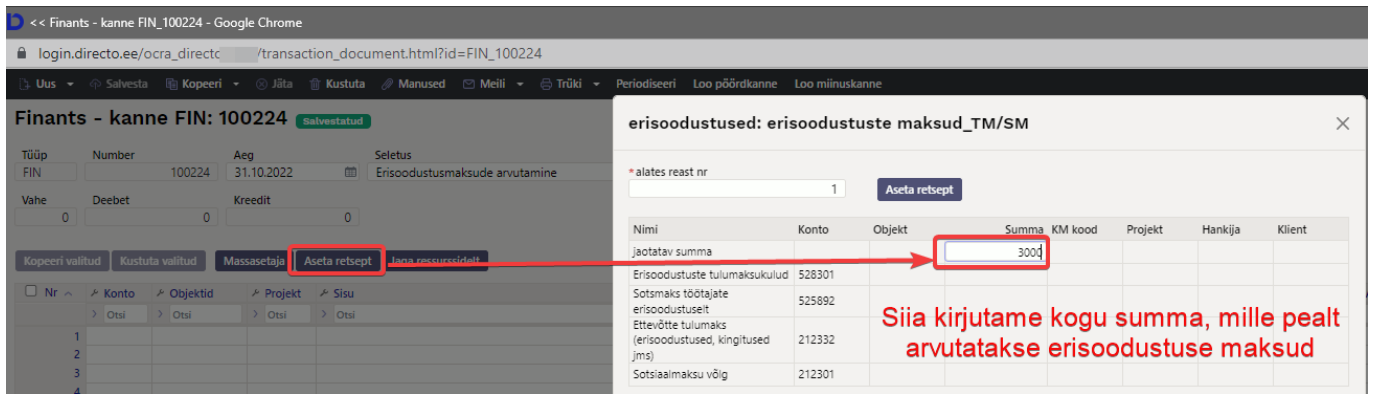 << Finants - kanne FIN_100224 - Google Chrome
login.directo.ee/ocra_directo /transaction_document.html?id=FIN_100224
Uus Salvesta Kopeeri Jäta Kustuta Manused Meili Trüki Periodiseeri Loo pöördkanne Loo miinuskanne
Finants - kanne FIN: 100224 Salvestatud
Tüüp Number Aeg Seletus
FIN 100224 31.10.2022 Erisoodustusmaksude arvutamine
Vahe Deebet Kreedit
0 0 0
Kopeeri valitud Kustuta valitud Massasetaja Aseta retsept Jaga ressurssidelt
Nr Konto Objektid Projekt Sisu
Otsi Otsi Otsi Otsi
1
2
3
4
erisoodustused: erisoodustuste maksud_TM/SM
* alates reast nr
1 Aseta retsept
Nimi Konto Objekt Summa KM kood Projekt Hankija Klient
jaotatav summa 3000
Erisoodustuste tulumaksukulud 528301
Sotsmaks töötajate
erisoodustuselt 525892
Ettevõtte tulumaks
(erisoodustused, kingitused
jms) 212332
Sotsiaalmaksu võlg 212301
Siia kirjutame kogu summa, mille pealt
arvutatakse erisoodustuse maksud